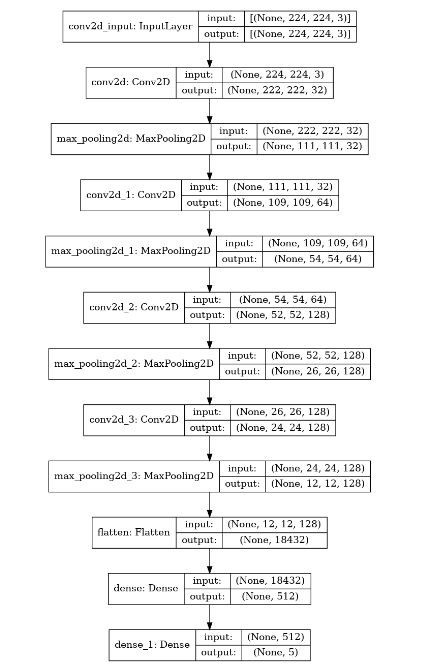 conv2d_input: InputLayer input: [(None, 224, 224, 3)]
output: [(None, 224, 224, 3)]
conv2d: Conv2D input: (None, 224, 224, 3)
output: (None, 222, 222, 32)
max_pooling2d: MaxPooling2D input: (None, 222, 222, 32)
output: (None, 111, 111, 32)
conv2d_1: Conv2D input: (None, 111, 111, 32)
output: (None, 109, 109, 64)
max_pooling2d_1: MaxPooling2D input: (None, 109, 109, 64)
output: (None, 54, 54, 64)
conv2d_2: Conv2D input: (None, 54, 54, 64)
output: (None, 52, 52, 128)
max_pooling2d_2: MaxPooling2D input: (None, 52, 52, 128)
output: (None, 26, 26, 128)
conv2d_3: Conv2D input: (None, 26, 26, 128)
output: (None, 24, 24, 128)
max_pooling2d_3: MaxPooling2D input: (None, 24, 24, 128)
output: (None, 12, 12, 128)
flatten: Flatten input: (None, 12, 12, 128)
output: (None, 18432)
dense: Dense input: (None, 18432)
output: (None, 512)
dense_1: Dense input: (None, 512)
output: (None, 5)